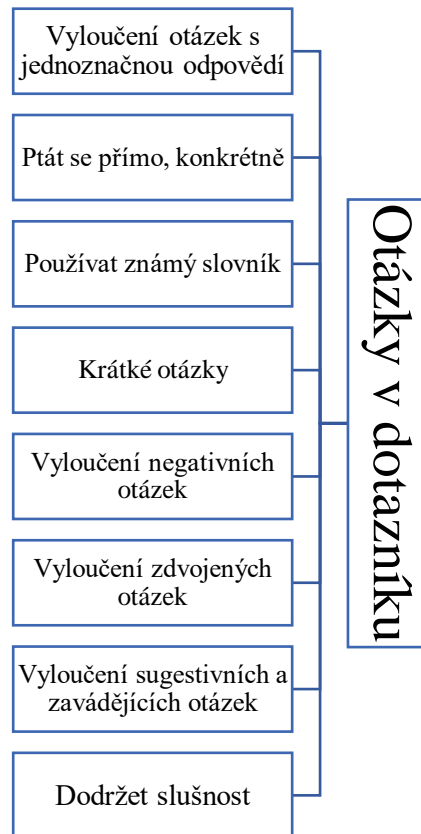 Vyloučení otázek s
jednoznačnou odpovědí
Ptát se přímo, konkrétně
Používat známý slovník
Krátké otázky
Vyloučení negativních
otázek
Vyloučení zdvojených
otázek
Vyloučení sugestivních a
zavádějících otázek
Dodržet slušnost
Otázky v dotazníku